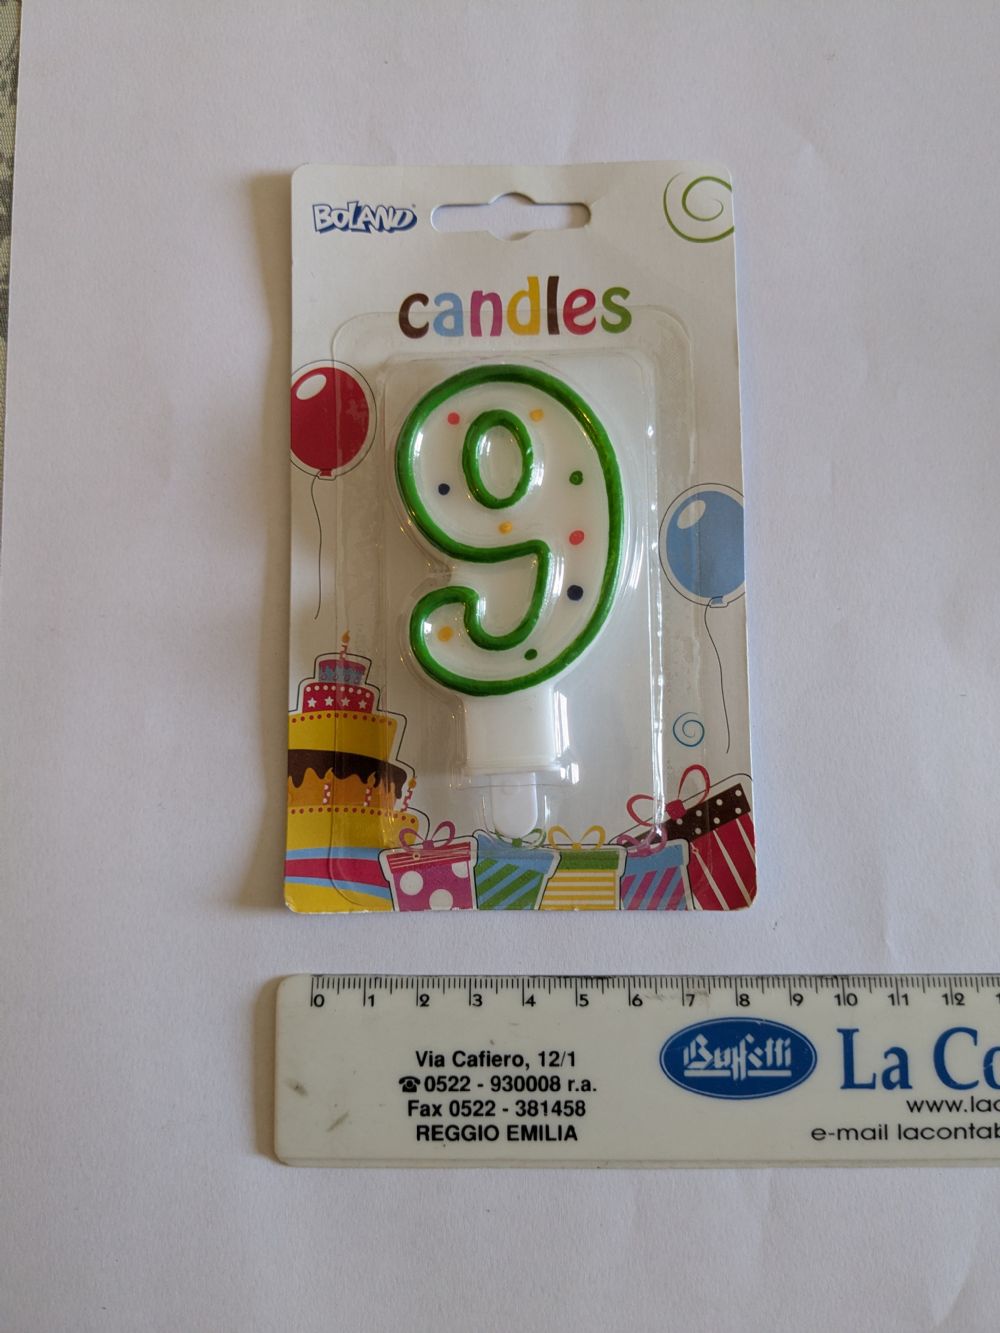 BOLAND
candles
9
0 1 2 3 4 5 6 7 8 9 10 11 12
Via Cafiero, 12/1
☎0522 - 930008 r.a.
Fax 0522 - 381458
REGGIO EMILIA
Buffetti
La Co
www.lac
e-mail lacontab